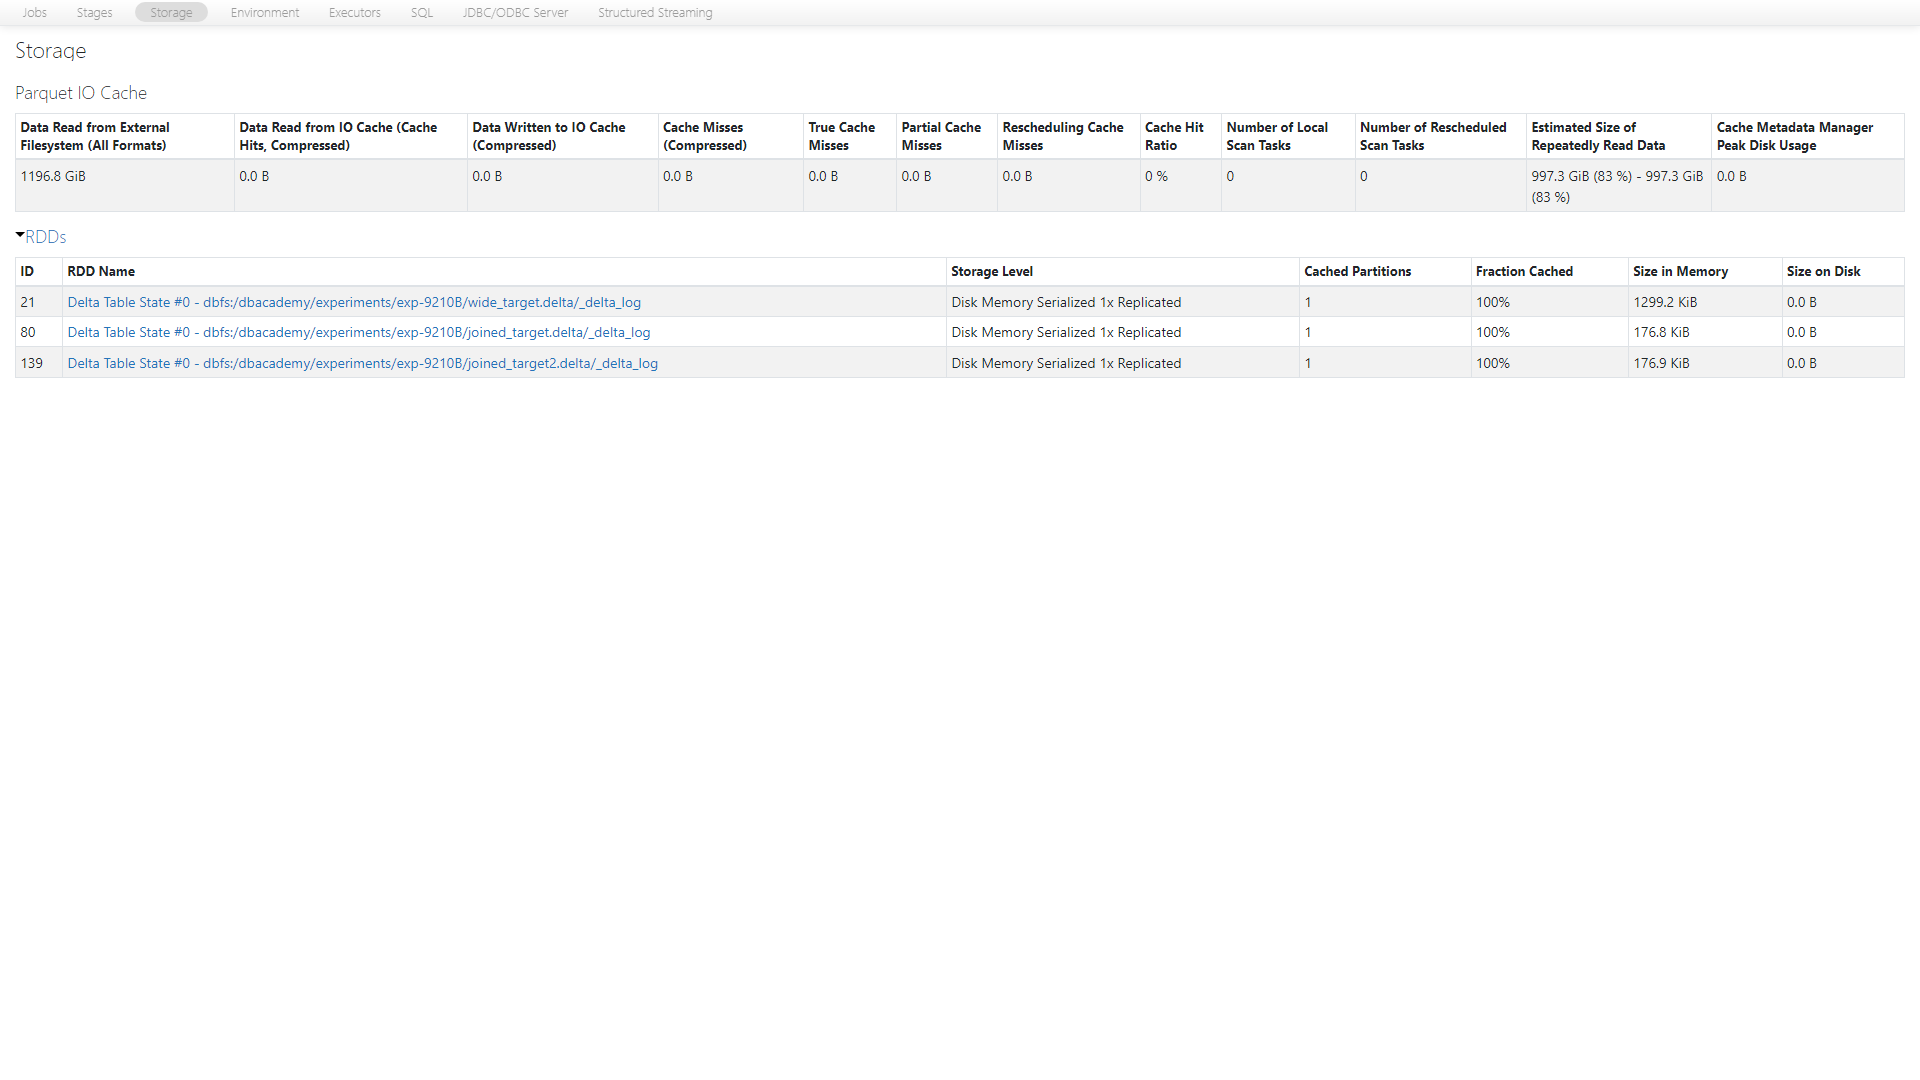 Jobs Stages Storage Environment Executors SQL JDBC/ODBC Server Structured Streaming
Storage
Parquet IO Cache
Data Read from External Filesystem (All Formats) Data Read from IO Cache (Cache Hits, Compressed) Data Written to IO Cache (Compressed) Cache Misses (Compressed) True Cache Misses Partial Cache Misses Rescheduling Cache Misses Cache Hit Ratio Number of Local Scan Tasks Number of Rescheduled Scan Tasks Estimated Size of Repeatedly Read Data Cache Metadata Manager Peak Disk Usage
1196.8 GiB 0.0 B 0.0 B 0.0 B 0.0 B 0.0 B 0.0 B 0 % 0 0 997.3 GiB (83 %) - 997.3 GiB (83 %) 0.0 B
RDDs
ID RDD Name Storage Level Cached Partitions Fraction Cached Size in Memory Size on Disk
21 Delta Table State #0 - dbfs:/dbacademy/experiments/exp-9210B/wide_target.delta/_delta_log Disk Memory Serialized 1x Replicated 1 100% 1299.2 KiB 0.0 B
80 Delta Table State #0 - dbfs:/dbacademy/experiments/exp-9210B/joined_target.delta/_delta_log Disk Memory Serialized 1x Replicated 1 100% 176.8 KiB 0.0 B
139 Delta Table State #0 - dbfs:/dbacademy/experiments/exp-9210B/joined_target2.delta/_delta_log Disk Memory Serialized 1x Replicated 1 100% 176.9 KiB 0.0 B